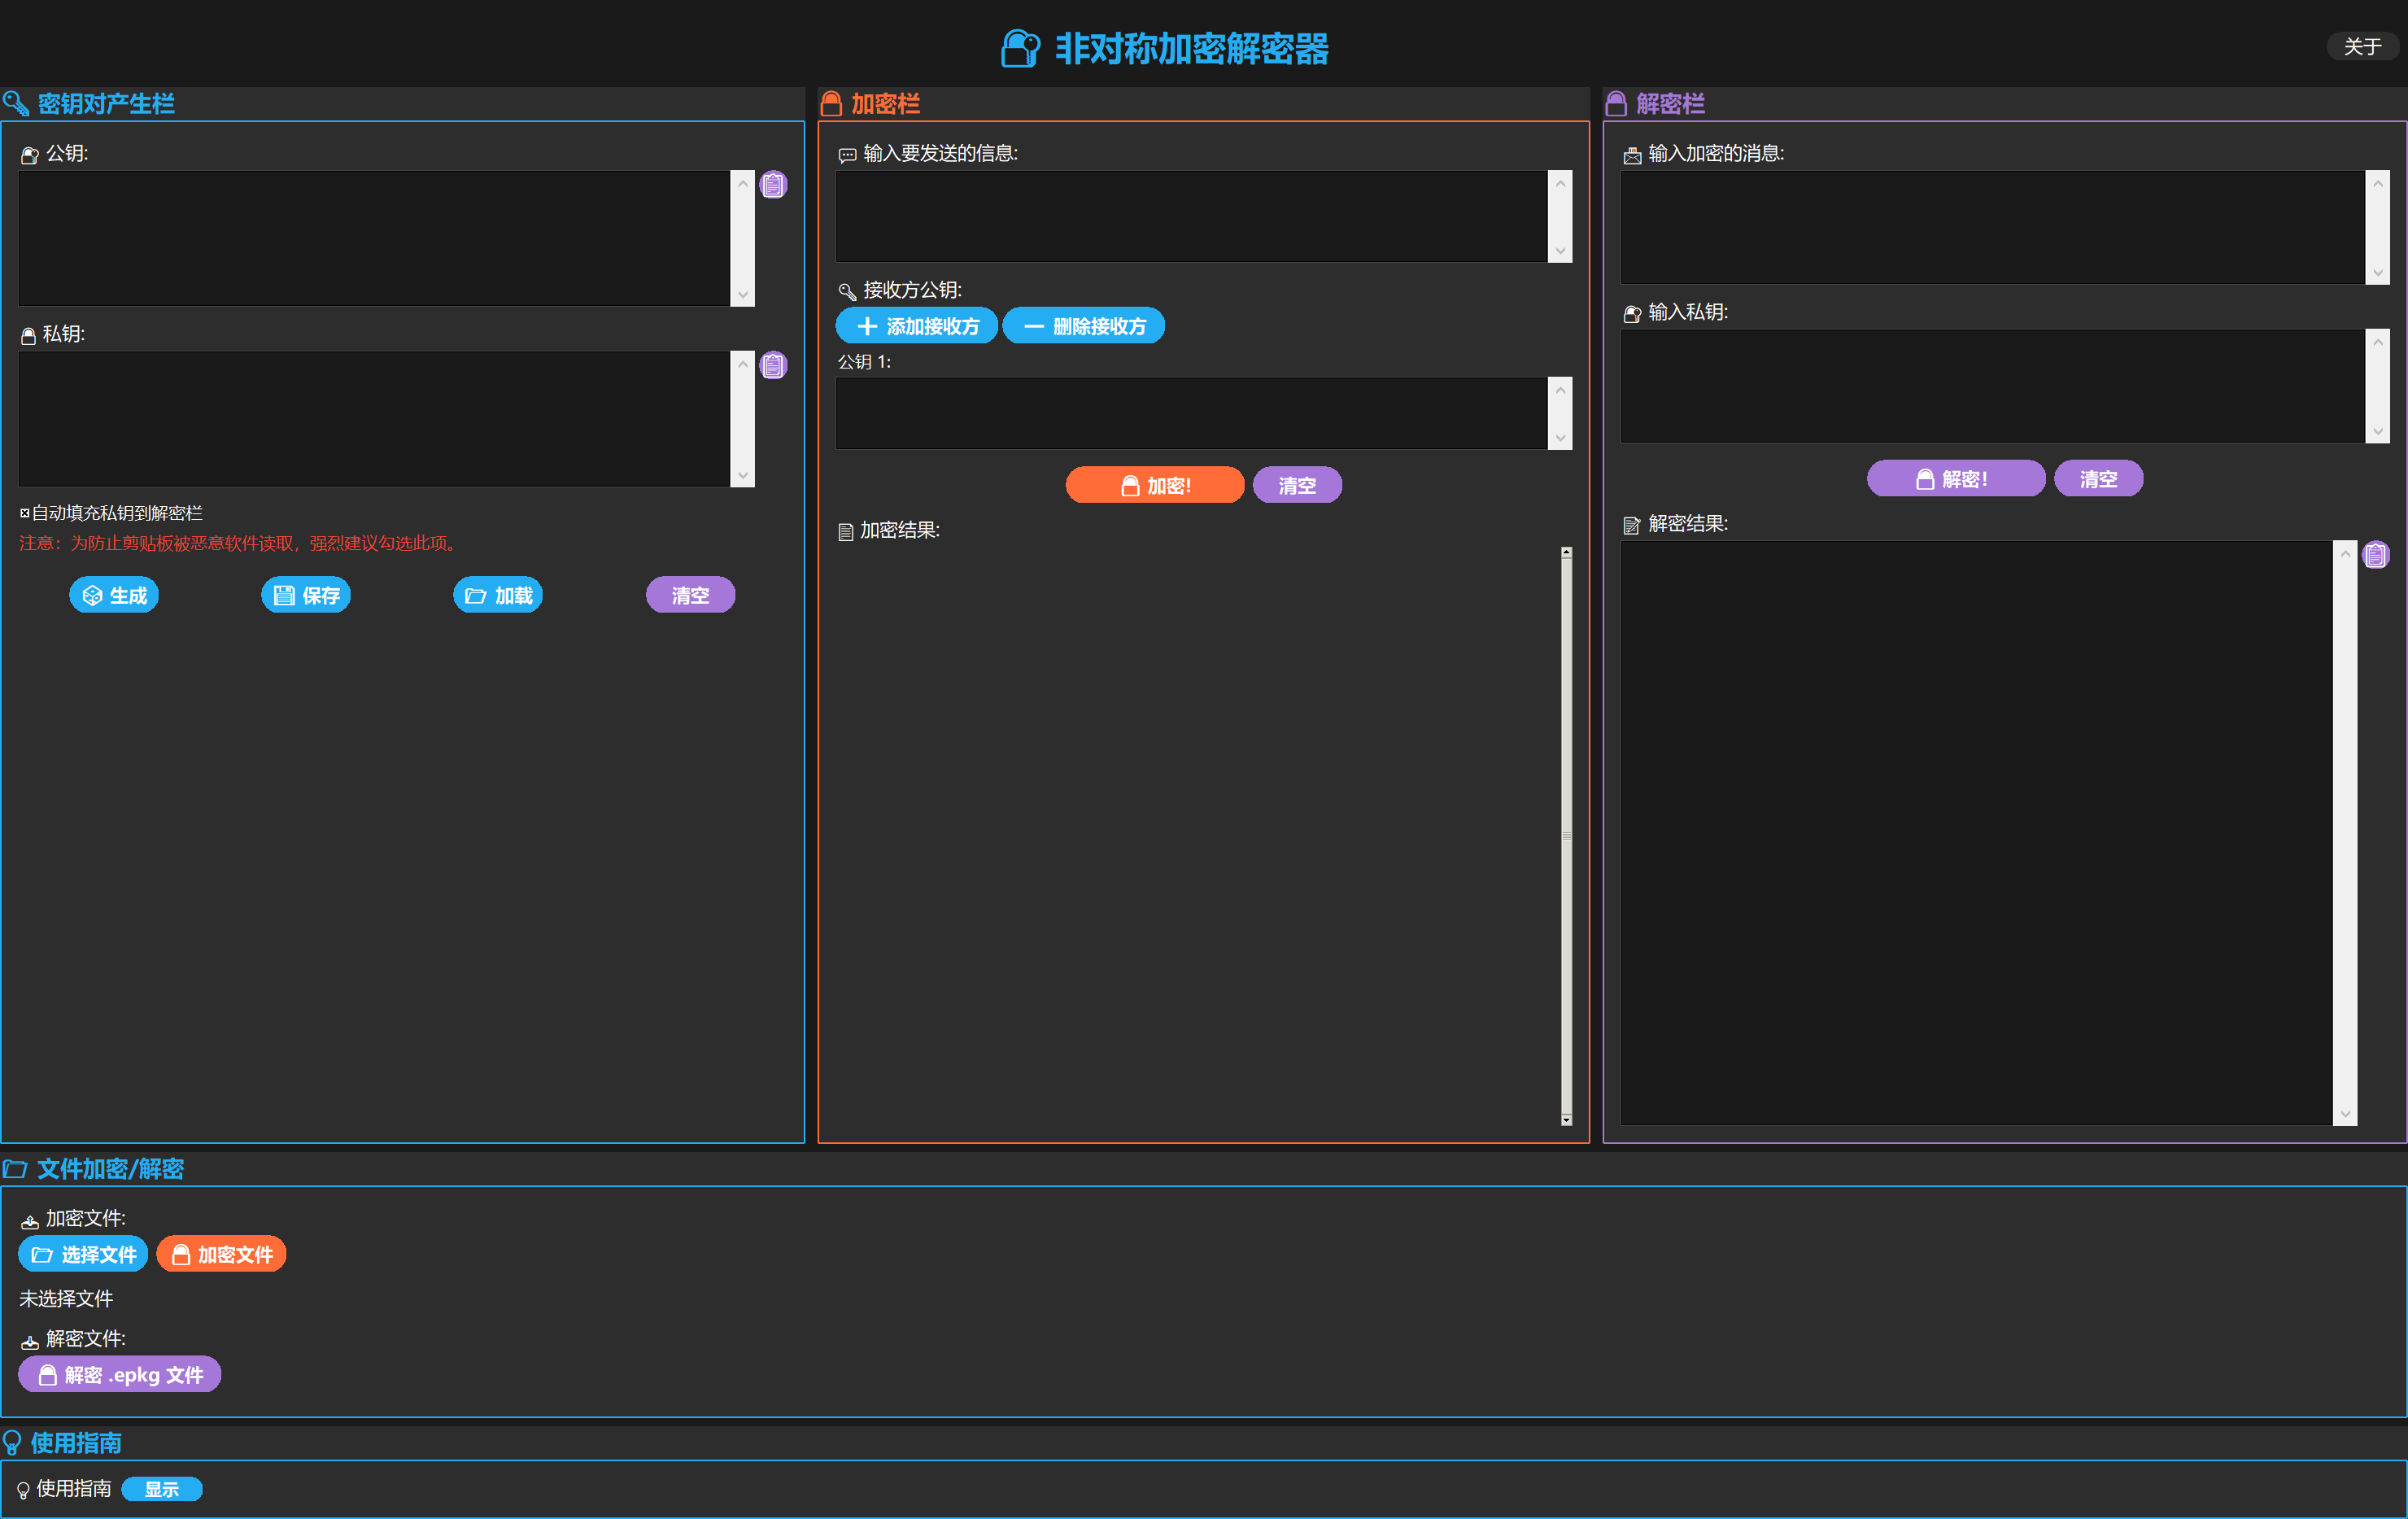 非对称加密解密器
关于
密钥对产生栏
公钥:
私钥:
自动填充私钥到解密栏
注意：为防止剪贴板被恶意软件读取，强烈建议勾选此项。
生成
保存
加载
清空
加密栏
输入要发送的信息:
接收方公钥:
添加接收方
删除接收方
公钥 1:
加密!
清空
加密结果:
解密栏
输入加密的消息:
输入私钥:
解密!
清空
解密结果:
文件加密/解密
加密文件:
选择文件
加密文件
未选择文件
解密文件:
解密 .epkg 文件
使用指南
使用指南
显示